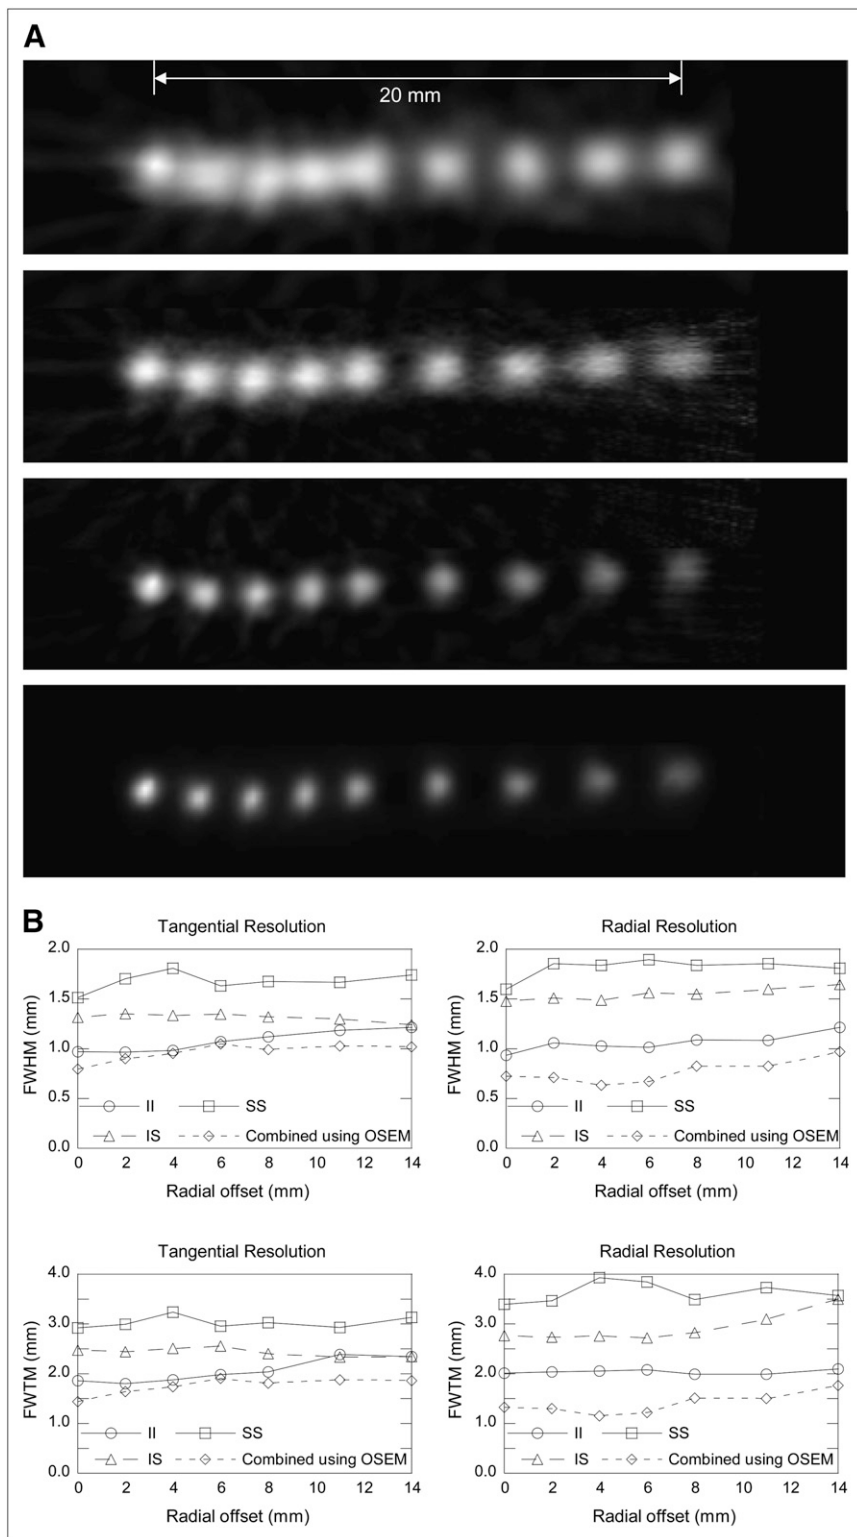 A
20 mm
B
Tangential Resolution
2.0
1.5
1.0
0.5
0.0
FWHM (mm)
II
SS
IS
Combined using OSEM
0 2 4 6 8 10 12 14
Radial offset (mm)
Radial Resolution
2.0
1.5
1.0
0.5
0.0
FWHM (mm)
II
SS
IS
Combined using OSEM
0 2 4 6 8 10 12 14
Radial offset (mm)
Tangential Resolution
4.0
3.0
2.0
1.0
0.0
FWTM (mm)
II
SS
IS
Combined using OSEM
0 2 4 6 8 10 12 14
Radial offset (mm)
Radial Resolution
4.0
3.0
2.0
1.0
0.0
FWTM (mm)
II
SS
IS
Combined using OSEM
0 2 4 6 8 10 12 14
Radial offset (mm)